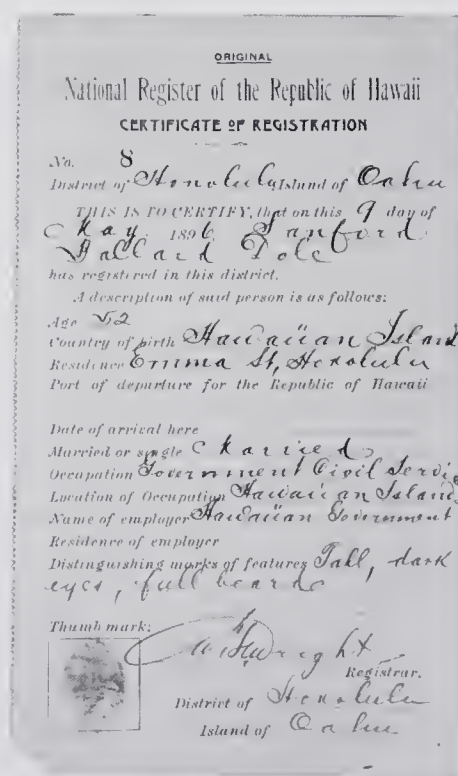 ORIGINAL
National Register of the Republic of Hawaii
CERTIFICATE OF REGISTRATION
No. 8
District of Honolulu Island of Oahu
THIS IS TO CERTIFY, that on this 9 day of
May 1896 Sanford
Ballard Dole
has registered in this district.
A description of said person is as follows:
Age 52
Country of birth Hawaiian Island
Residence Emma St, Honolulu
Port of departure for the Republic of Hawaii
Date of arrival here
Married or single Married
Occupation Government Civil Servic
Location of Occupation Hawaiian Island
Name of employer Hawaiian Government
Residence of employer
Distinguishing marks of features Tall, dark
eyes, full beard
Thumb mark:
Wright
Registrar.
District of Honolulu
Island of Oahu